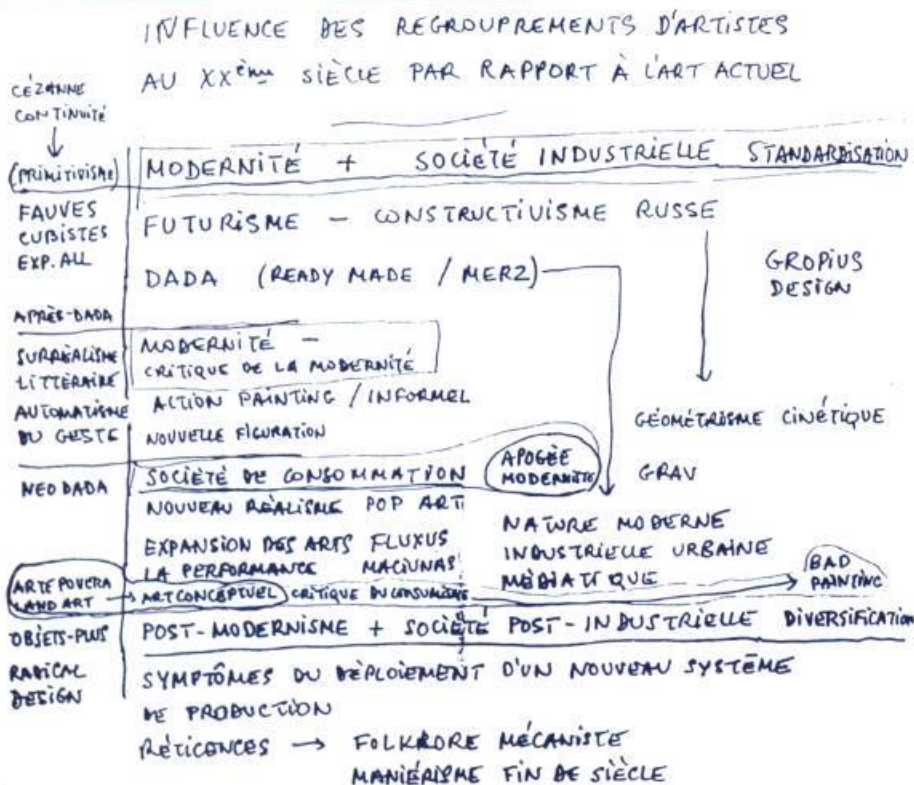 INFLUENCE DES REGROUPREMENTS D'ARTISTES
AU XXème SIÈCLE PAR RAPPORT À L'ART ACTUEL
CÉZANNE
CONTINUITÉ
(PRIMITIVISME)
MODERNITÉ + SOCIÉTÉ INDUSTRIELLE STANDARDISATION
FAUVES
CUBISTES
EXP. ALL
FUTURISME - CONSTRUCTIVISME RUSSE
DADA (READY MADE / MERZ)
GROPIUS
DESIGN
APRÈS-DADA
SURRÉALISME
LITTÉRAIRE
AUTOMATISME
DU GESTE
MODERNITÉ -
CRITIQUE DE LA MODERNITÉ
ACTION PAINTING / INFORMEL
NOUVELLE FIGURATION
GÉOMÉTRISME CINÉTIQUE
GRAV
NEO DADA
SOCIÉTÉ DE CONSOMMATION
APOGÉE
MODERNITÉ
NOUVEAU RÉALISME POP ART
EXPANSION DES ARTS FLUXUS
LA PERFORMANCE MACIUNAS
NATURE MODERNE
INDUSTRIELLE URBAINE
MÉDIATIQUE
BAD
PAINTING
ARTE POVERA
LAND ART → ART CONCEPTUEL CRITIQUE DU CONSUMISME
OBJETS-PLUS
RADICAL
DESIGN
POST-MODERNISME + SOCIÉTÉ POST-INDUSTRIELLE DIVERSIFICATION
SYMPTÔMES DU DÉPLOIEMENT D'UN NOUVEAU SYSTÈME
DE PRODUCTION
RÉTICENCES → FOLKRORE MÉCANISTE
MANIÉRISME FIN DE SIÈCLE